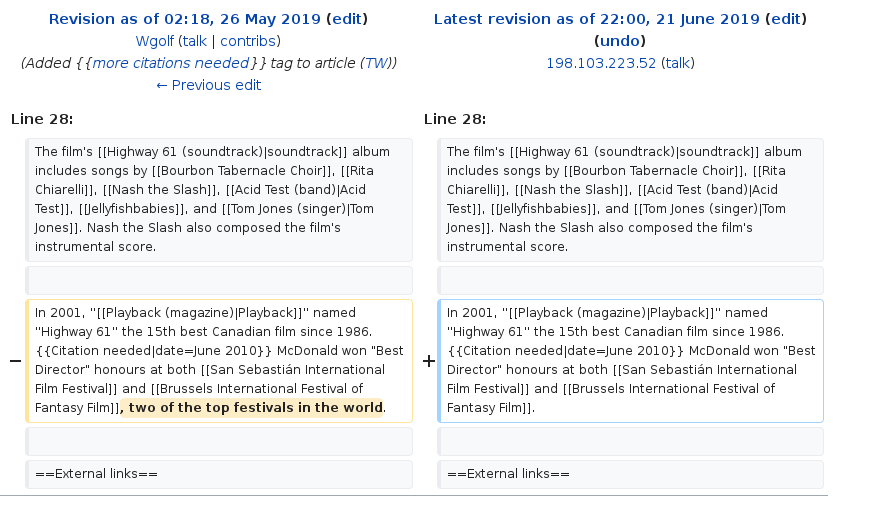 Revision as of 02:18, 26 May 2019 (edit)
Wgolf (talk | contribs)
(Added {{more citations needed}} tag to article (TW))
← Previous edit
Latest revision as of 22:00, 21 June 2019 (edit)
(undo)
198.103.223.52 (talk)
Line 28:
Line 28:
The film's [[Highway 61 (soundtrack)|soundtrack]] album
includes songs by [[Bourbon Tabernacle Choir]], [[Rita
Chiarelli]], [[Nash the Slash]], [[Acid Test (band)|Acid
Test]], [[Jellyfishbabies]], and [[Tom Jones (singer)|Tom
Jones]]. Nash the Slash also composed the film's
instrumental score.
The film's [[Highway 61 (soundtrack)|soundtrack]] album
includes songs by [[Bourbon Tabernacle Choir]], [[Rita
Chiarelli]], [[Nash the Slash]], [[Acid Test (band)|Acid
Test]], [[Jellyfishbabies]], and [[Tom Jones (singer)|Tom
Jones]]. Nash the Slash also composed the film's
instrumental score.
−
In 2001, ''[[Playback (magazine)|Playback]]'' named
''Highway 61'' the 15th best Canadian film since 1986.
{{Citation needed|date=June 2010}} McDonald won "Best
Director" honours at both [[San Sebastián International
Film Festival]] and [[Brussels International Festival of
Fantasy Film]], two of the top festivals in the world.
+
In 2001, ''[[Playback (magazine)|Playback]]'' named
''Highway 61'' the 15th best Canadian film since 1986.
{{Citation needed|date=June 2010}} McDonald won "Best
Director" honours at both [[San Sebastián International
Film Festival]] and [[Brussels International Festival of
Fantasy Film]].
==External links==
==External links==